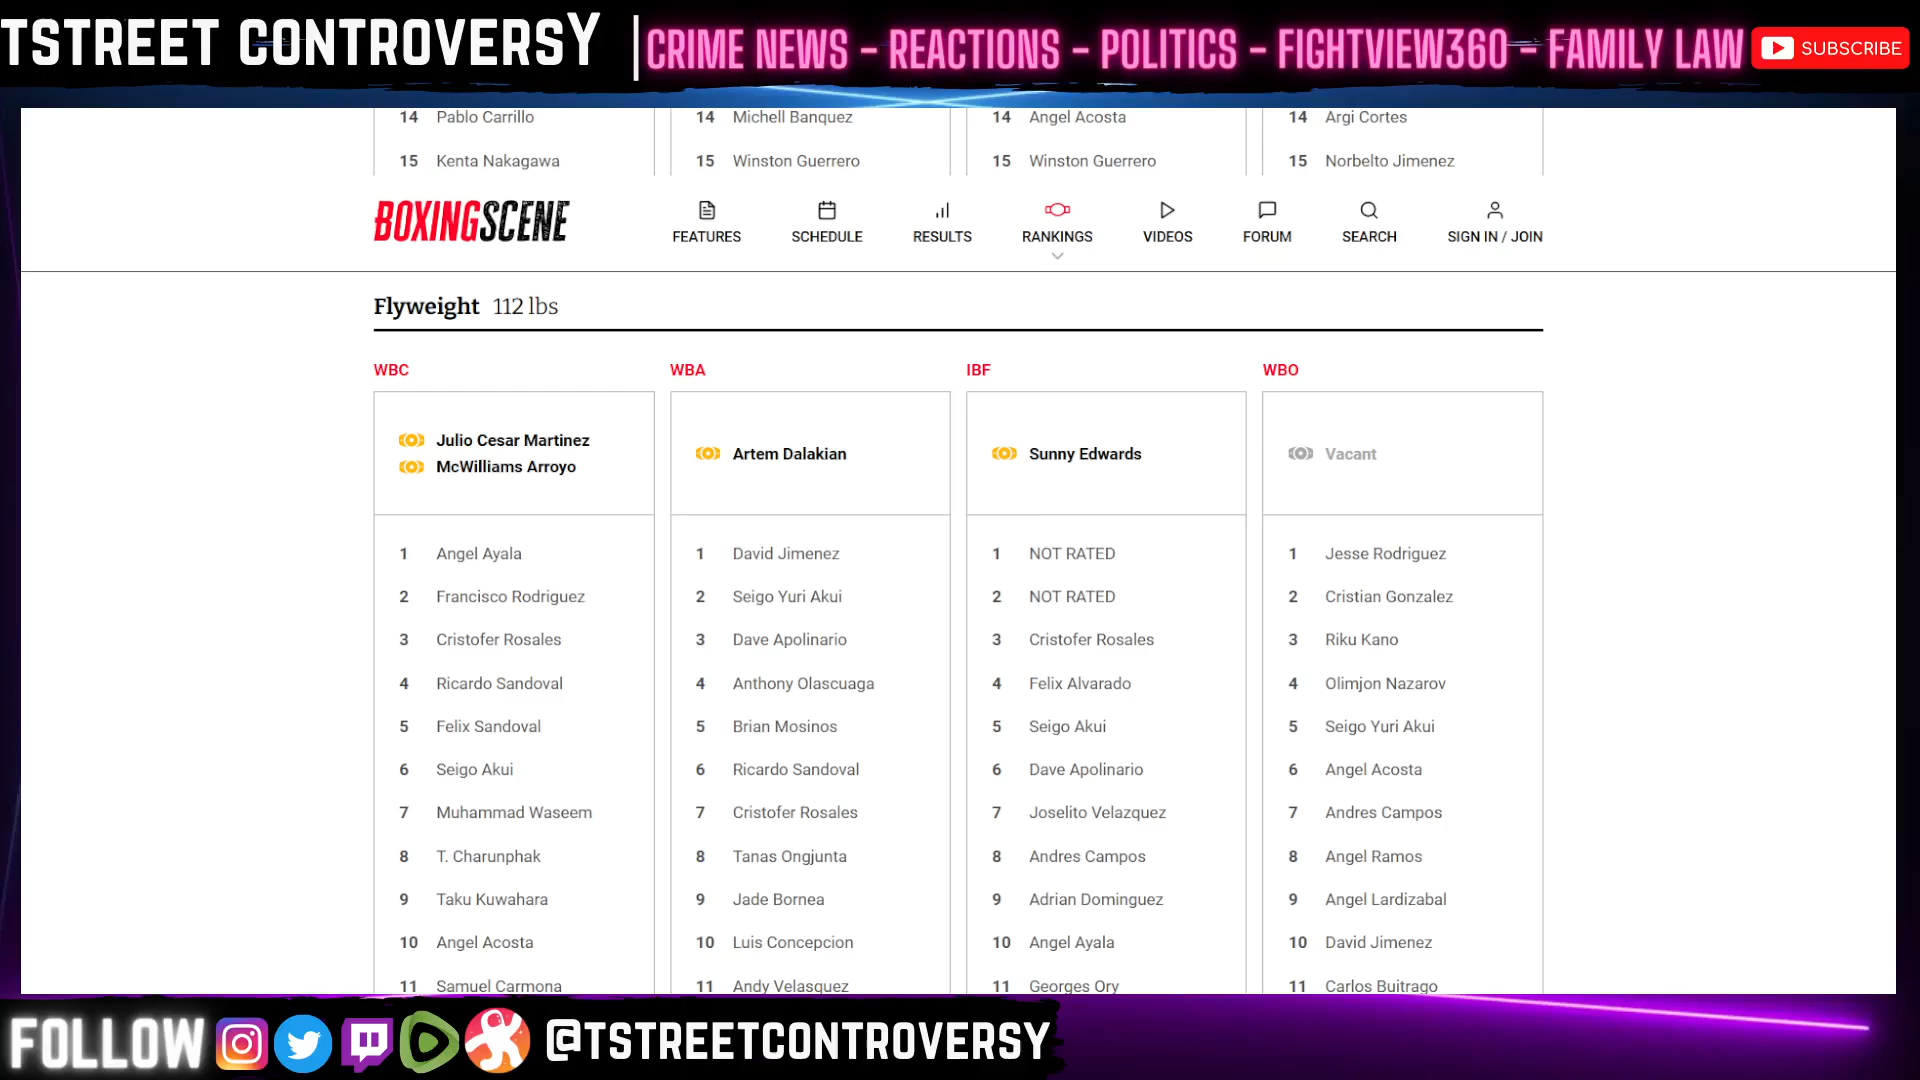 TSTREET CONTROVERSY
CRIME NEWS - REACTIONS - POLITICS - FIGHTVIEW360 - FAMILY LAW
SUBSCRIBE
14 Pablo Carrillo 14 Michell Banquez 14 Angel Acosta 14 Argi Cortes
15 Kenta Nakagawa 15 Winston Guerrero 15 Winston Guerrero 15 Norbelto Jimenez
BOXINGSCENE
FEATURES SCHEDULE RESULTS RANKINGS VIDEOS FORUM SEARCH SIGN IN / JOIN
Flyweight 112 lbs
WBC WBA IBF WBO
Julio Cesar Martinez
McWilliams Arroyo
Artem Dalakian
Sunny Edwards
Vacant
1 Angel Ayala 1 David Jimenez 1 NOT RATED 1 Jesse Rodriguez
2 Francisco Rodriguez 2 Seigo Yuri Akui 2 NOT RATED 2 Cristian Gonzalez
3 Cristofer Rosales 3 Dave Apolinario 3 Cristofer Rosales 3 Riku Kano
4 Ricardo Sandoval 4 Anthony Olascuaga 4 Felix Alvarado 4 Olimjon Nazarov
5 Felix Sandoval 5 Brian Mosinos 5 Seigo Akui 5 Seigo Yuri Akui
6 Seigo Akui 6 Ricardo Sandoval 6 Dave Apolinario 6 Angel Acosta
7 Muhammad Waseem 7 Cristofer Rosales 7 Joselito Velazquez 7 Andres Campos
8 T. Charunphak 8 Tanas Ongjunta 8 Andres Campos 8 Angel Ramos
9 Taku Kuwahara 9 Jade Bornea 9 Adrian Dominguez 9 Angel Lardizabal
10 Angel Acosta 10 Luis Concepcion 10 Angel Ayala 10 David Jimenez
11 Samuel Carmona 11 Andy Velasquez 11 Georges Ory 11 Carlos Buitrago
FOLLOW @TSTREETCONTROVERSY